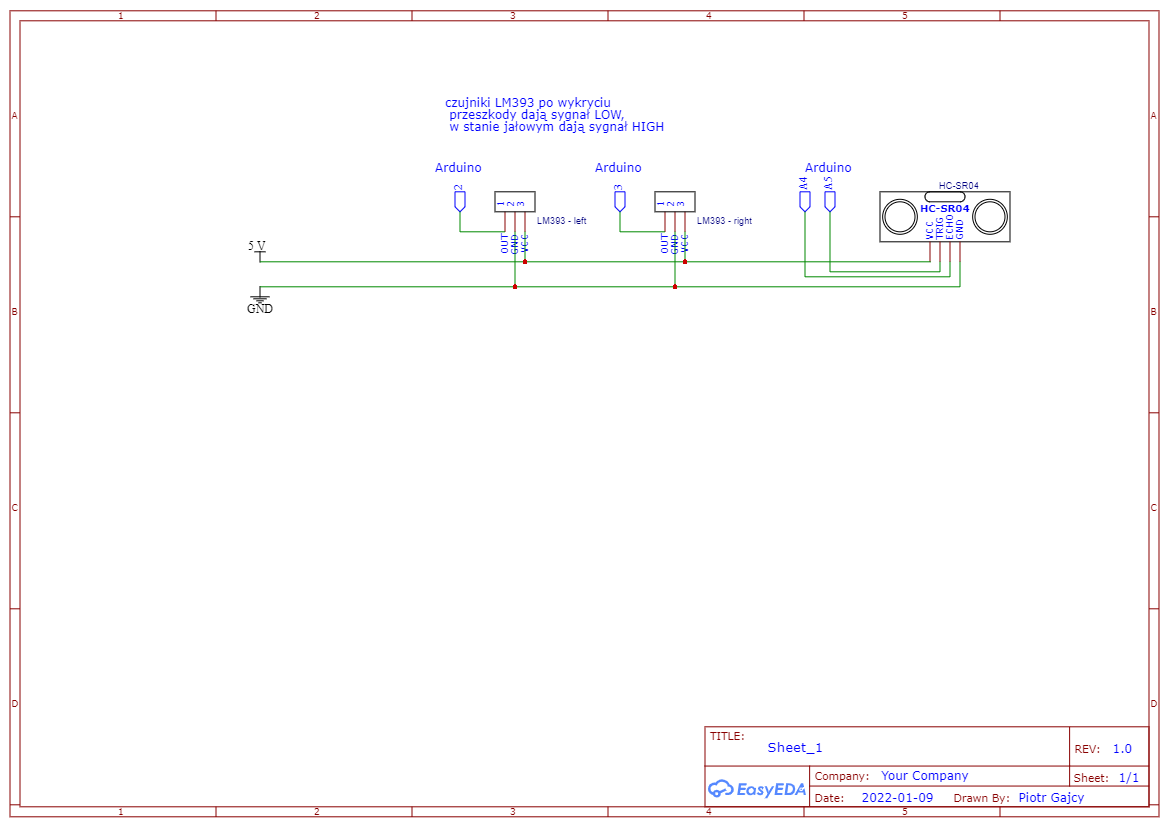 1 2 3 4 5
A A
czujniki LM393 po wykryciu
przeszkody dają sygnał LOW,
w stanie jałowym dają sygnał HIGH
Arduino Arduino Arduino
2 3 A4 A5
HC-SR04
HC-SR04
1 2 3 1 2 3
LM393 - left LM393 - right
VCC TRIG ECHO GND
OUT GND VCC OUT GND VCC
5 V
GND
B B
C C
D D
TITLE:
Sheet_1
REV: 1.0
Company: Your Company
Sheet: 1/1
EasyEDA
Date: 2022-01-09 Drawn By: Piotr Gajcy
1 2 3 4 5